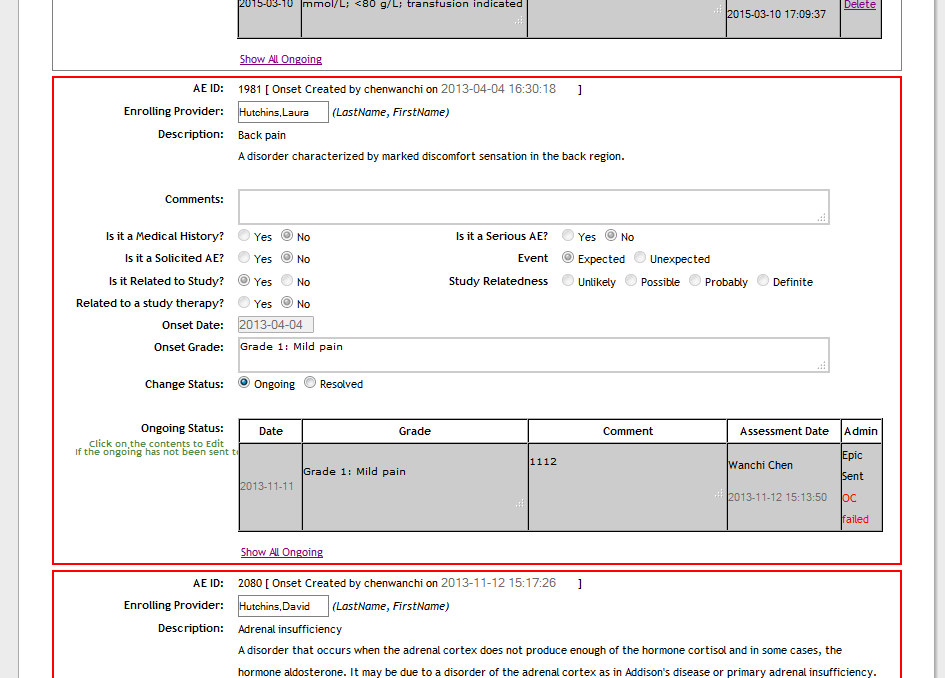 2015-03-10 mmol/L; <80 g/L; transfusion indicated 2015-03-10 17:09:37 Delete
Show All Ongoing
AE ID: 1981 [ Onset Created by chenwanchi on 2013-04-04 16:30:18 ]
Enrolling Provider: Hutchins,Laura (LastName, FirstName)
Description: Back pain
A disorder characterized by marked discomfort sensation in the back region.
Comments:
Is it a Medical History? Yes No Is it a Serious AE? Yes No
Is it a Solicited AE? Yes No Event Expected Unexpected
Is it Related to Study? Yes No Study Relatedness Unlikely Possible Probably Definite
Related to a study therapy? Yes No
Onset Date: 2013-04-04
Onset Grade: Grade 1: Mild pain
Change Status: Ongoing Resolved
Ongoing Status:
Click on the contents to Edit
If the ongoing has not been sent to
Date Grade Comment Assessment Date Admin
2013-11-11 Grade 1: Mild pain 1112 Wanchi Chen 2013-11-12 15:13:50 Epic Sent OC failed
Show All Ongoing
AE ID: 2080 [ Onset Created by chenwanchi on 2013-11-12 15:17:26 ]
Enrolling Provider: Hutchins,David (LastName, FirstName)
Description: Adrenal insufficiency
A disorder that occurs when the adrenal cortex does not produce enough of the hormone cortisol and in some cases, the
hormone aldosterone. It may be due to a disorder of the adrenal cortex as in Addison's disease or primary adrenal insufficiency.